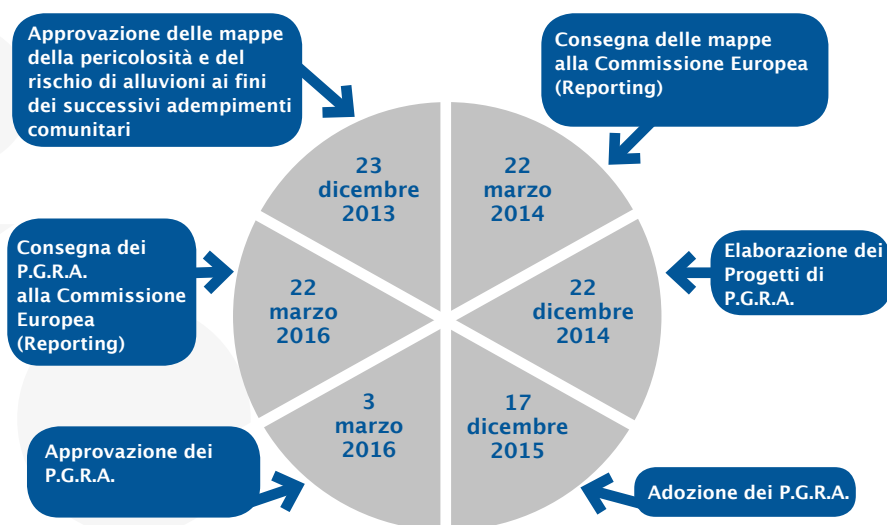 Approvazione delle mappe
della pericolosità e del
rischio di alluvioni ai fini
dei successivi adempimenti
comunitari
Consegna delle mappe
alla Commissione Europea
(Reporting)
23
dicembre
2013
22
marzo
2014
Consegna dei
P.G.R.A.
alla Commissione
Europea
(Reporting)
22
marzo
2016
22
dicembre
2014
Elaborazione dei
Progetti di
P.G.R.A.
3
marzo
2016
17
dicembre
2015
Approvazione dei
P.G.R.A.
Adozione dei P.G.R.A.